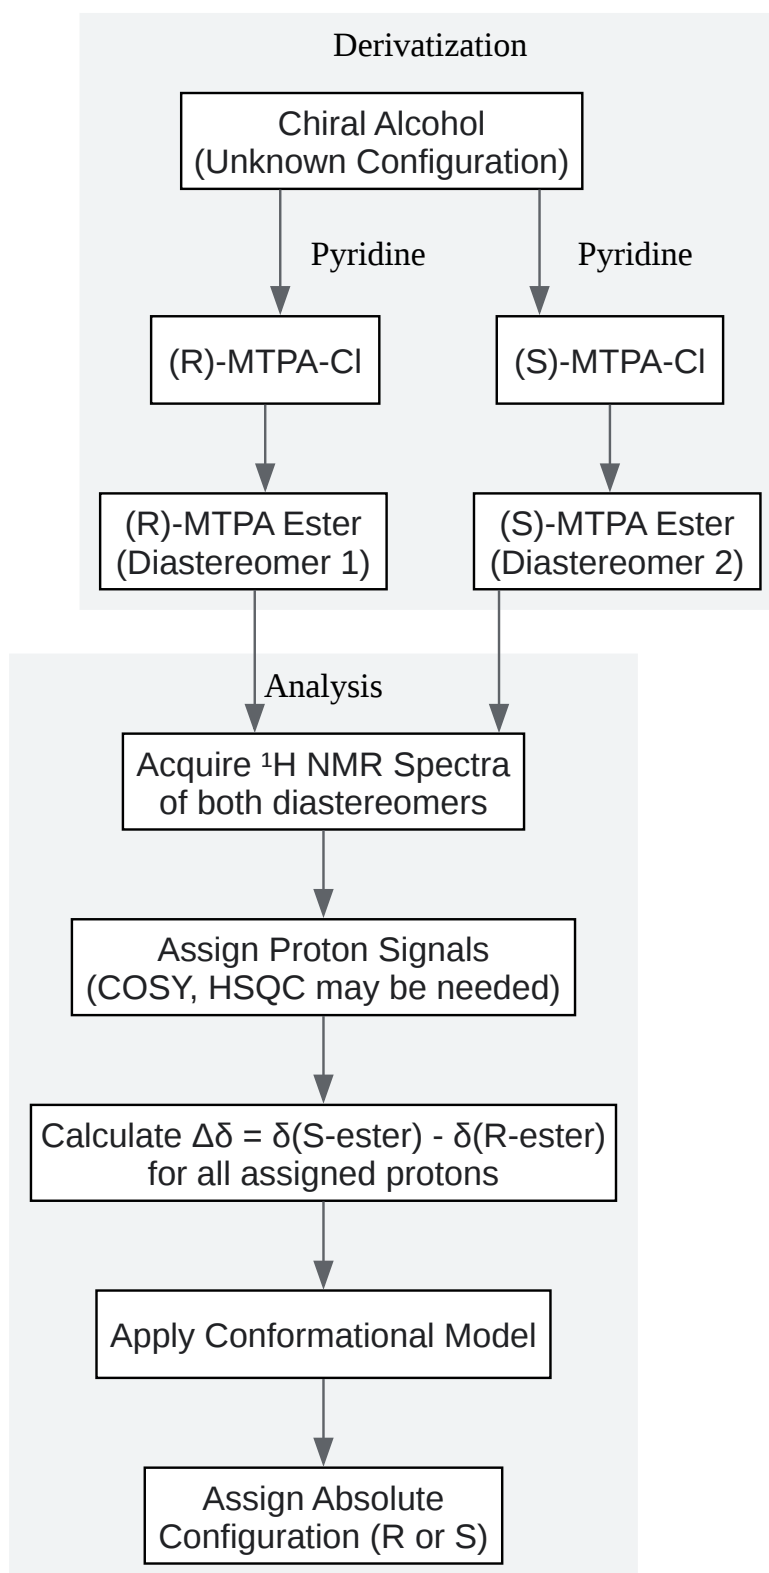 Derivatization
Chiral Alcohol
(Unknown Configuration)
Pyridine
Pyridine
(R)-MTPA-Cl
(S)-MTPA-Cl
(R)-MTPA Ester
(Diastereomer 1)
(S)-MTPA Ester
(Diastereomer 2)
Analysis
Acquire ¹H NMR Spectra
of both diastereomers
Assign Proton Signals
(COSY, HSQC may be needed)
Calculate Δδ = δ(S-ester) - δ(R-ester)
for all assigned protons
Apply Conformational Model
Assign Absolute
Configuration (R or S)